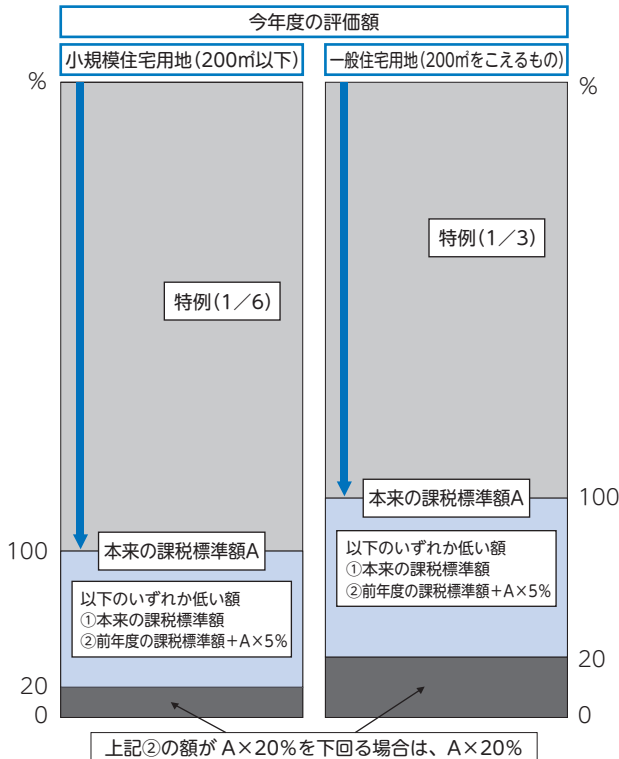 今年度の評価額
小規模住宅用地(200㎡以下)
一般住宅用地(200㎡をこえるもの)
%
%
特例(1/6)
特例(1/3)
本来の課税標準額A
100
以下のいずれか低い額
①本来の課税標準額
②前年度の課税標準額+A×5%
100
本来の課税標準額A
以下のいずれか低い額
①本来の課税標準額
②前年度の課税標準額+A×5%
20
0
20
0
上記②の額が A×20%を下回る場合は、A×20%